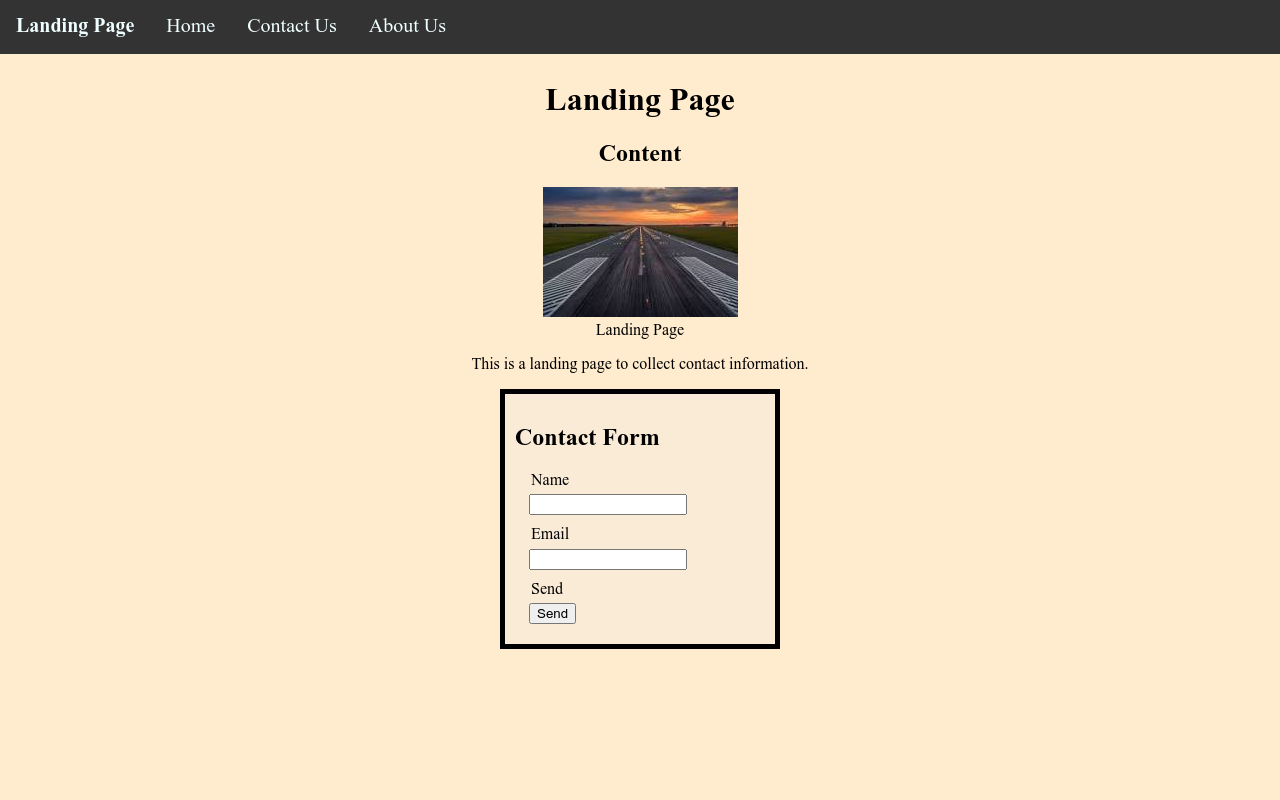 Landing Page Home Contact Us About Us
Landing Page
Content
Landing Page
This is a landing page to collect contact information.
Contact Form
Name
Email
Send
Send